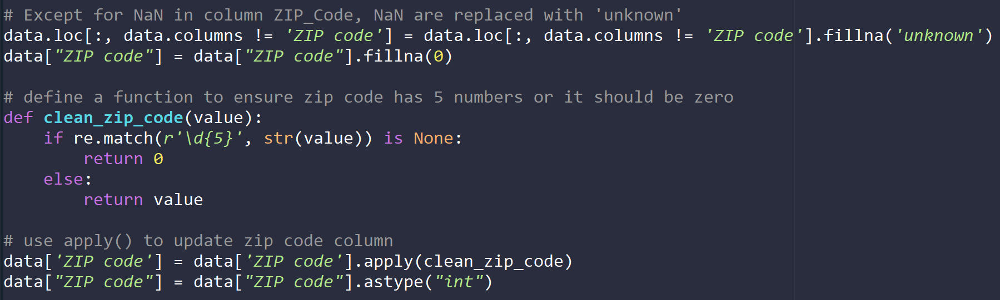 # Except for NaN in column ZIP_Code, NaN are replaced with 'unknown'
data.loc[:, data.columns != 'ZIP code'] = data.loc[:, data.columns != 'ZIP code'].fillna('unknown')
data["ZIP code"] = data["ZIP code"].fillna(0)

# define a function to ensure zip code has 5 numbers or it should be zero
def clean_zip_code(value):
    if re.match(r'\d{5}', str(value)) is None:
        return 0
    else:
        return value

# use apply() to update zip code column
data['ZIP code'] = data['ZIP code'].apply(clean_zip_code)
data["ZIP code"] = data["ZIP code"].astype("int")